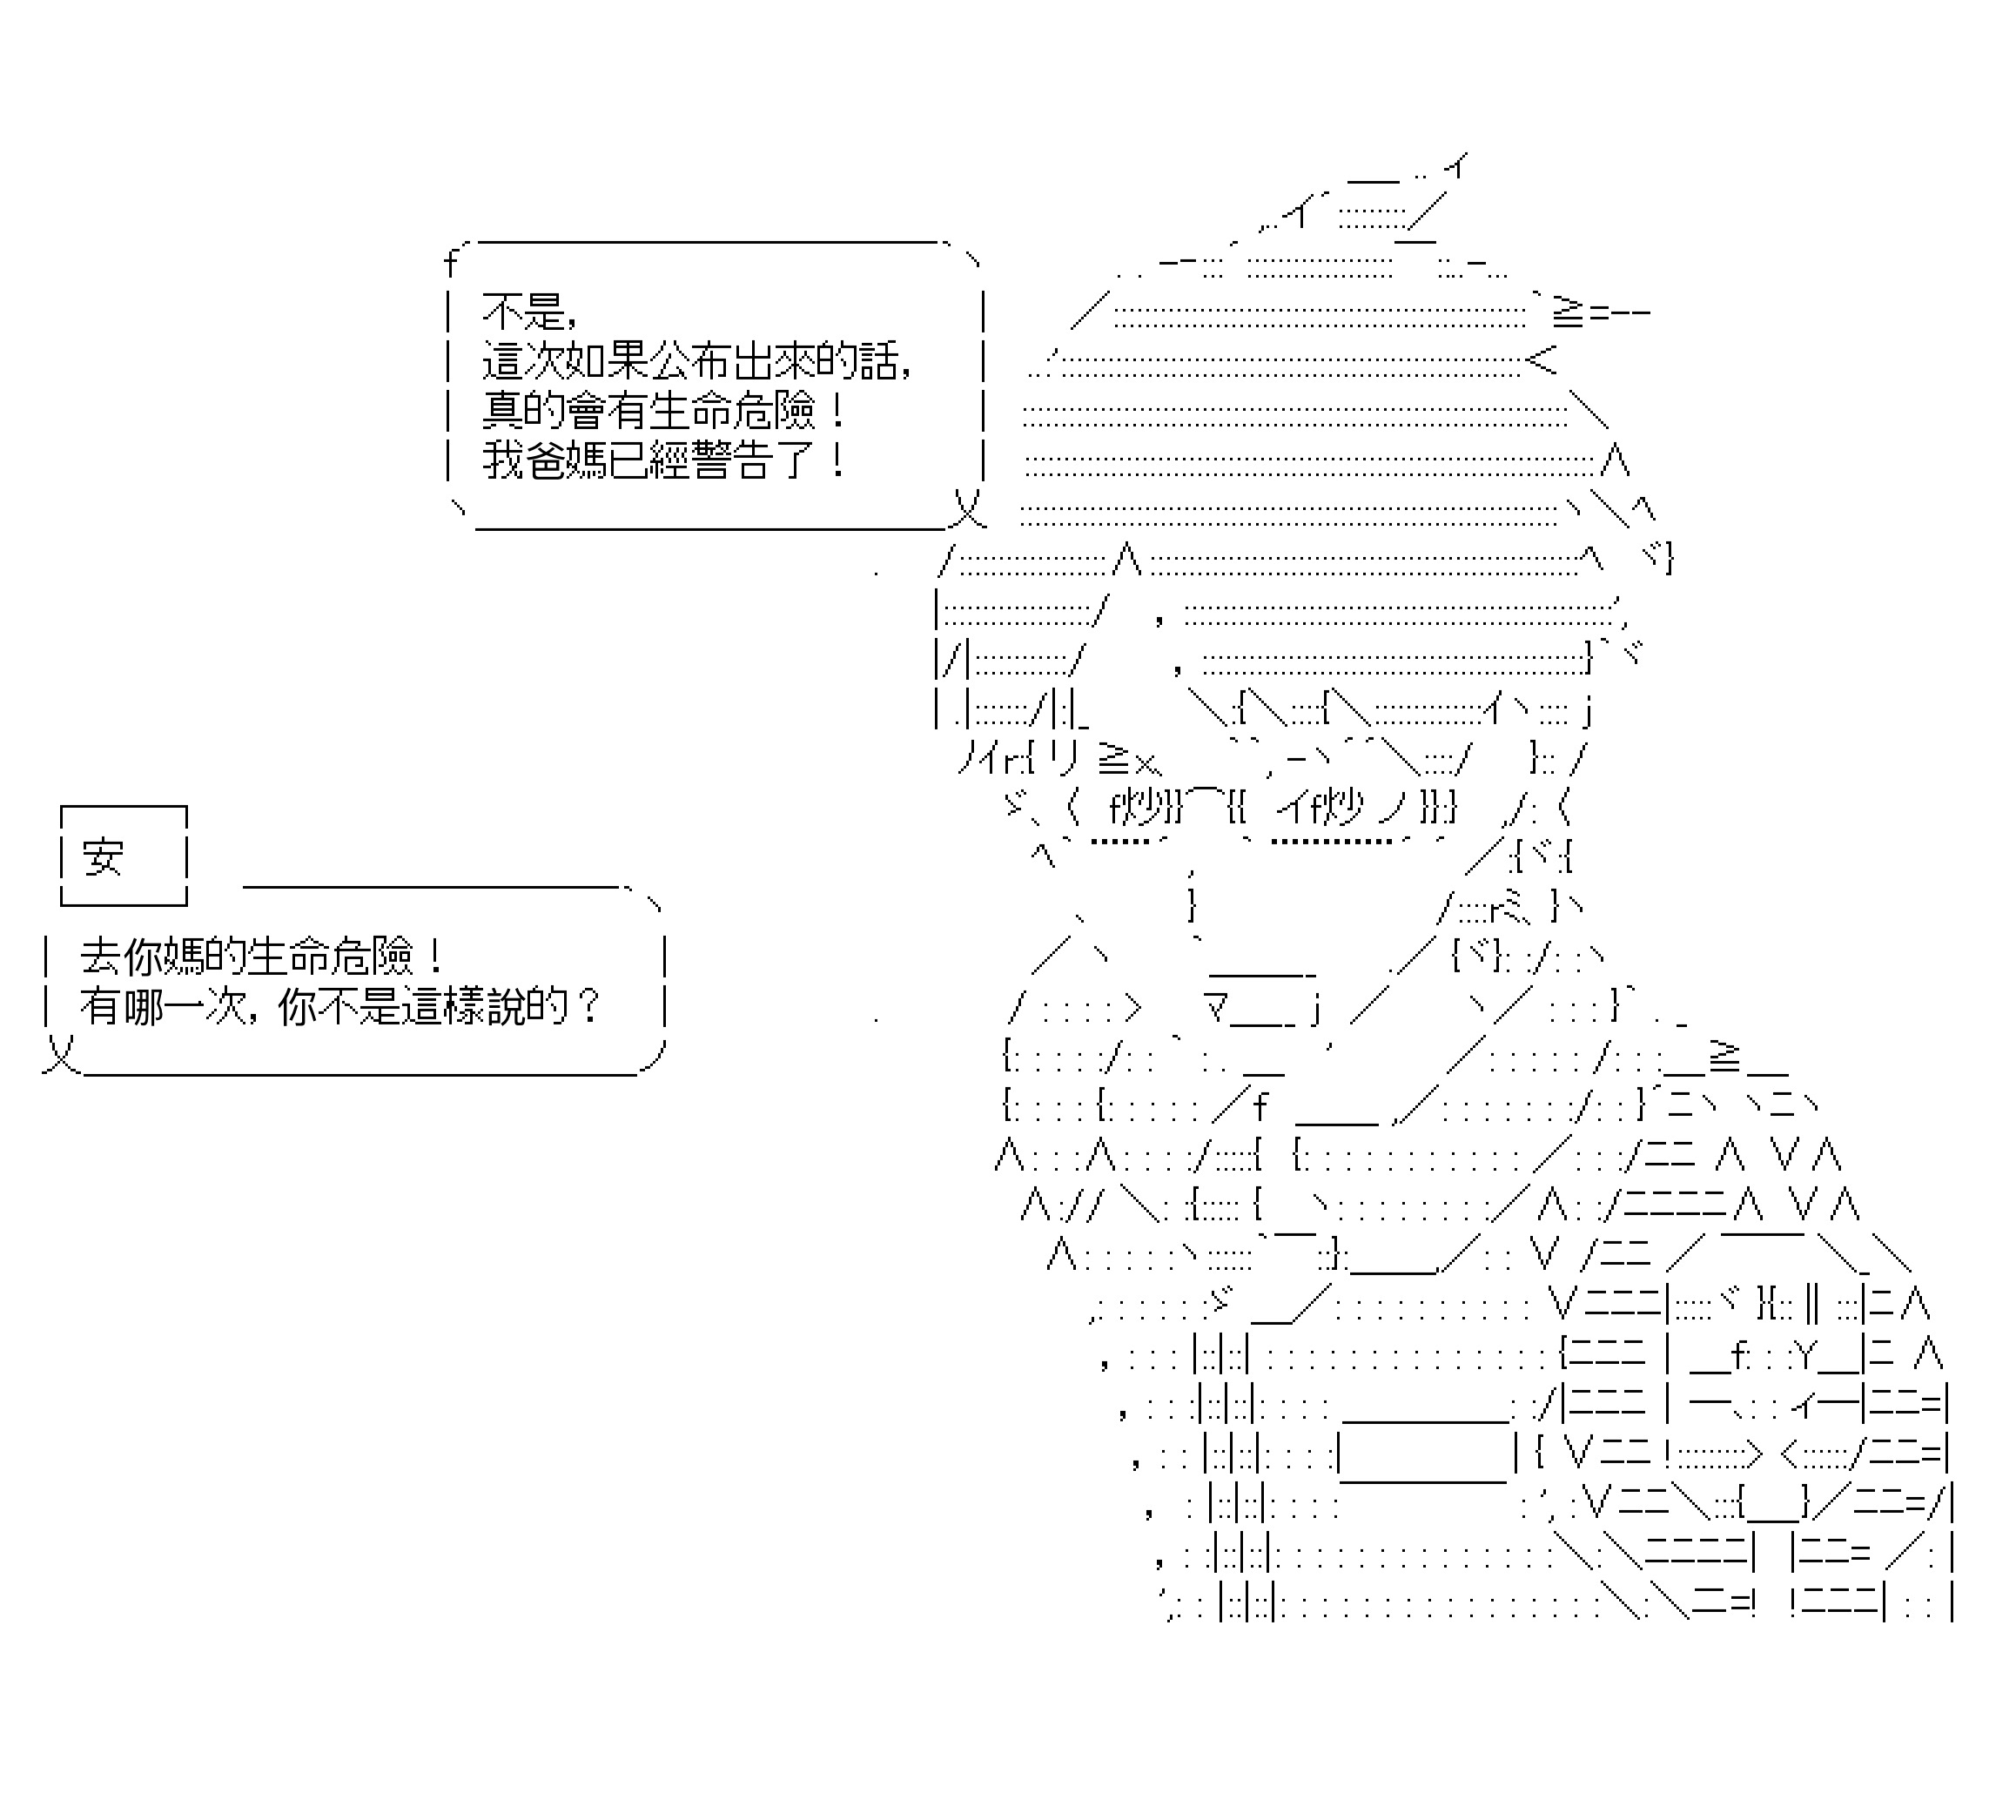 不是，
這次如果公布出來的話，
真的會有生命危險！
我爸媽已經警告了！
安
去你媽的生命危險！
有哪一次，你不是這樣說的？